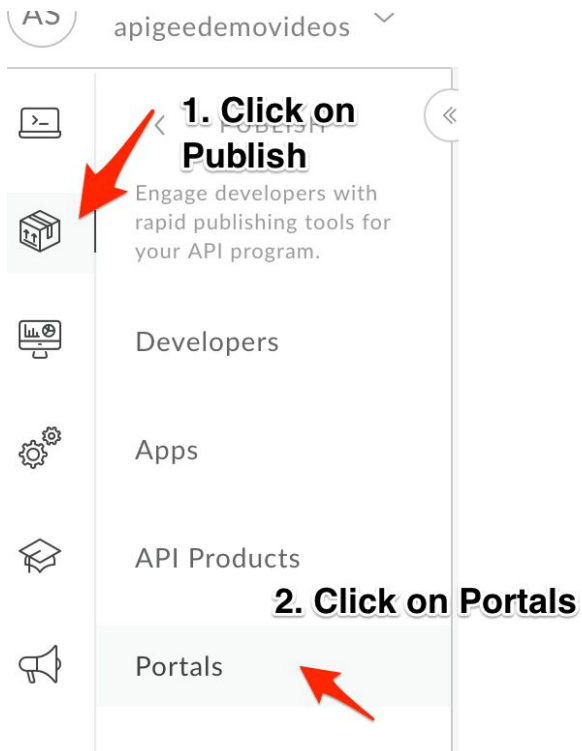 AS
apigeedemovideos
1. Click on
Publish
PUBLISH
Engage developers with
rapid publishing tools for
your API program.
Developers
Apps
API Products
2. Click on Portals
Portals